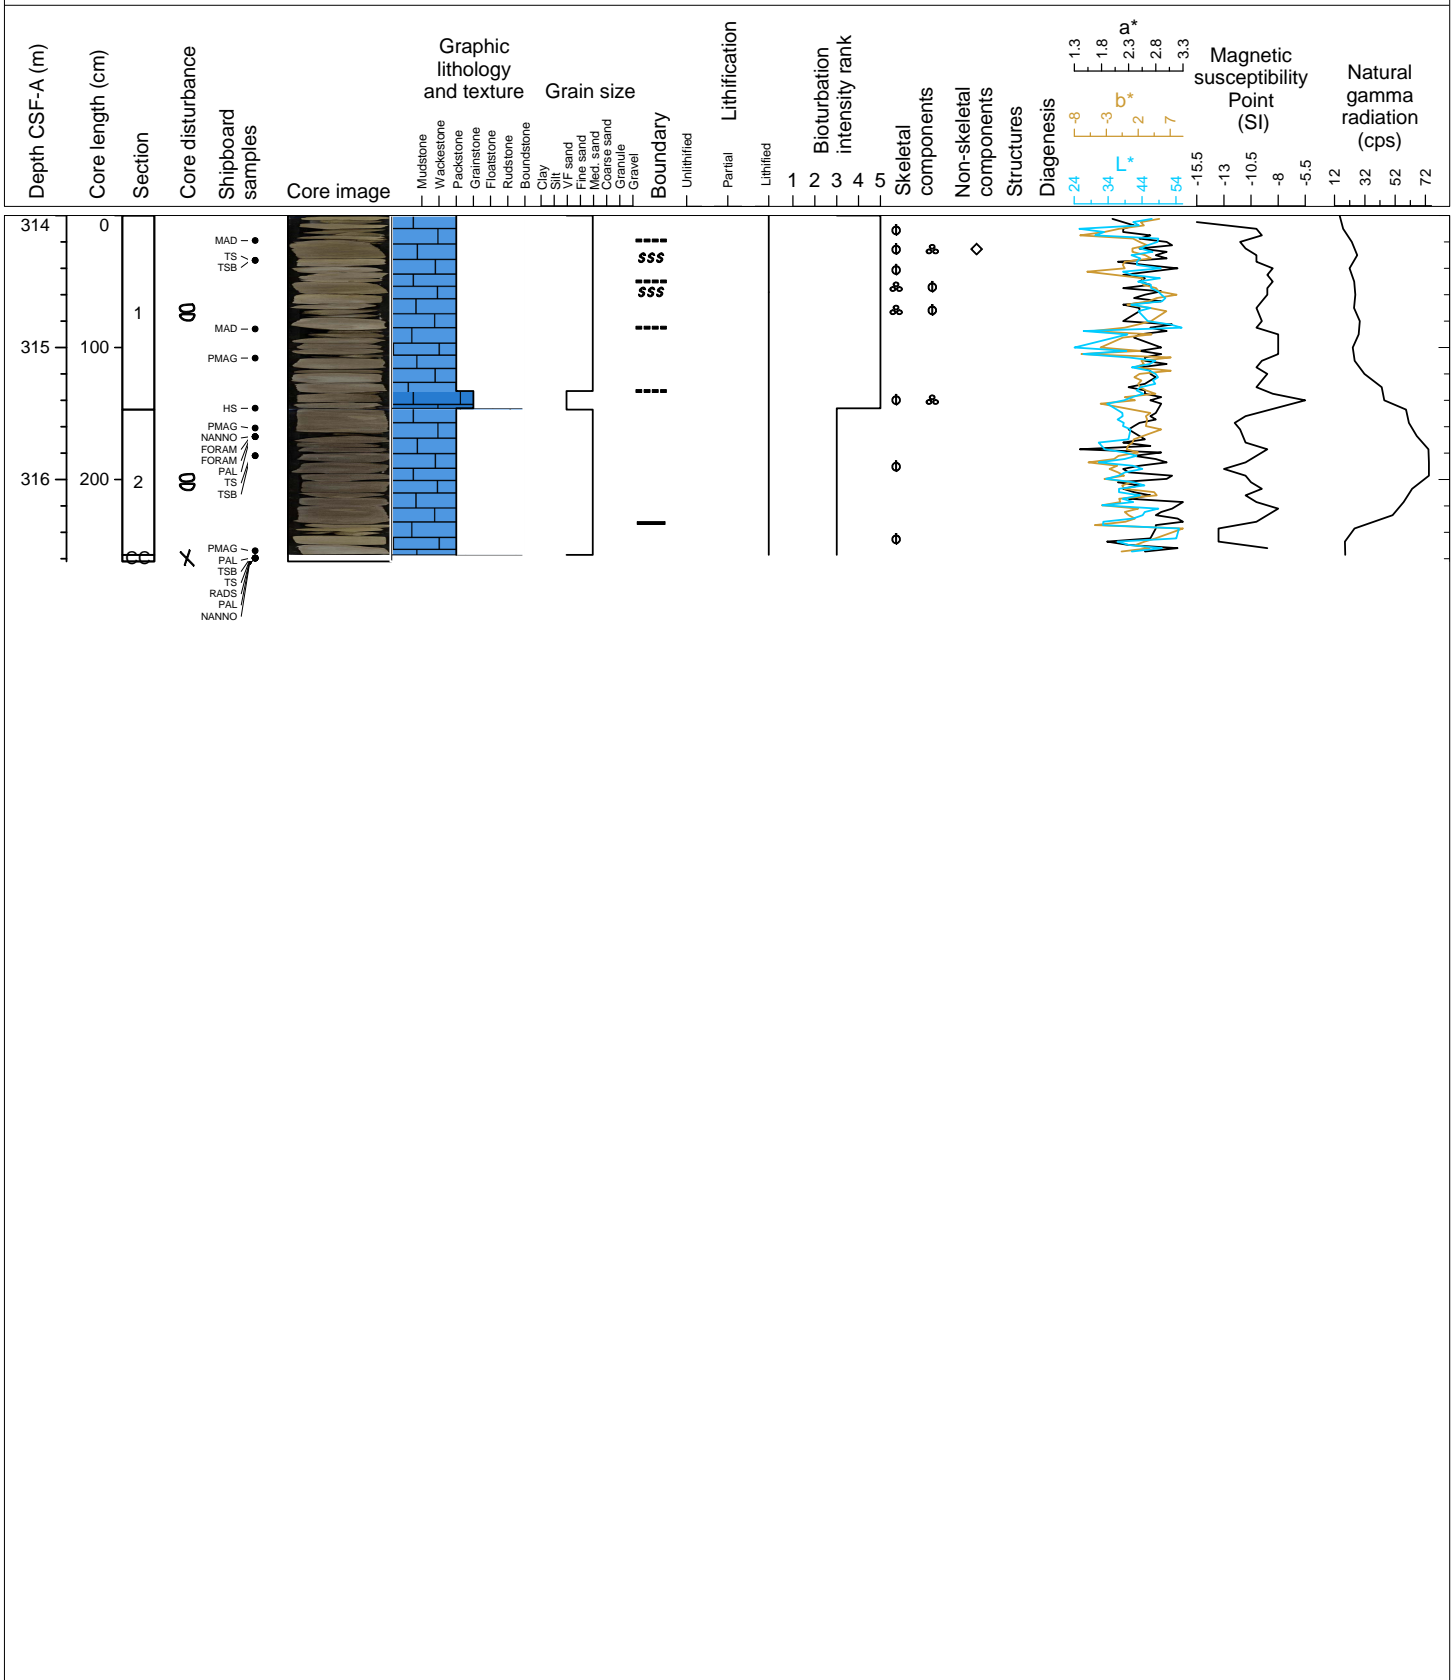 Depth CSF-A (m)
Core length (cm)
Section
Core disturbance
Shipboard
samples
Core image
Graphic
lithology
and texture
Mudstone
Wackestone
Packstone
Grainstone
Floatstone
Rudstone
Boundstone
Grain size
Clay
Silt
VF sand
Fine sand
Med. sand
Coarse sand
Granule
Gravel
Boundary
Lithification
Unlithified
Partial
Lithified
Bioturbation
intensity rank
1 2 3 4 5
Skeletal
components
Non-skeletal
components
Structures
Diagenesis
a*
1.3 1.8 2.3 2.8 3.3
b*
-8 -3 2 7
L*
24 34 44 54
Magnetic
susceptibility
Point
(SI)
-15.5 -13 -10.5 -8 -5.5
Natural
gamma
radiation
(cps)
12 32 52 72
314
315
316
0
100
200
1
2
CC
MAD
TS
TSB
MAD
PMAG
HS
PMAG
NANNO
FORAM
FORAM
PAL
TS
TSB
PMAG
PAL
TSB
TS
RADS
PAL
NANNO